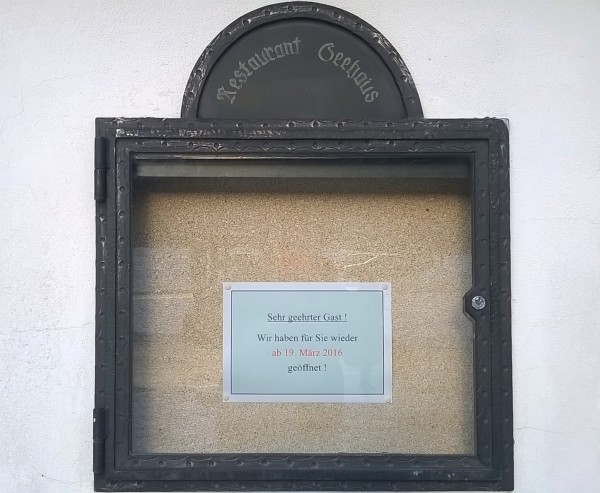 Restaurant Seehaus
Sehr geehrter Gast !
Wir haben für Sie wieder
ab 19. März 2016
geöffnet !